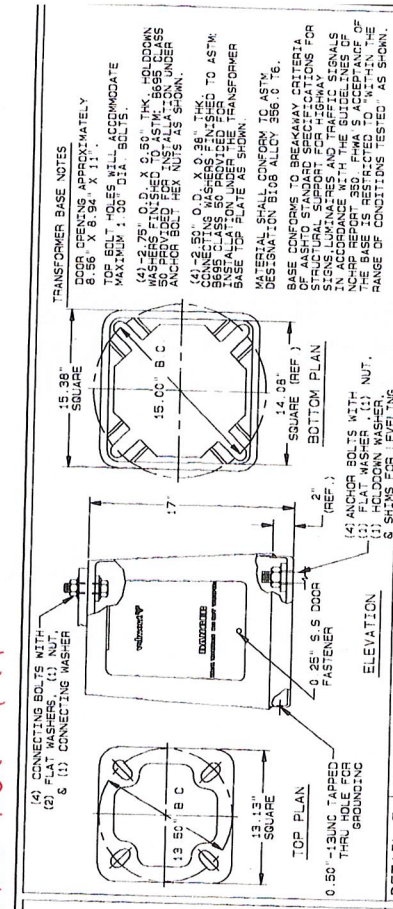 TRANSFORMER BASE NOTES
DOOR OPENING APPROXIMATELY
8.56" X 8.94" X 11".
TOP BOLT HOLES WILL ACCOMMODATE
MAXIMUM 1.00" DIA. BOLTS.
(4)-2.75" O.D. X 0.50" THK HOLDDOWN
WASHERS FINISHED TO ASTM: B695 CLASS
50 PROVIDED FOR INSTALLATION UNDER
ANCHOR BOLT HEX NUTS AS SHOWN.
(4)-2.50" O.D. X 0.38" THK
CONNECTING WASHERS FINISHED TO ASTM:
B695 CLASS 50 PROVIDED FOR
INSTALLATION UNDER THE TRANSFORMER
BASE TOP PLATE AS SHOWN.
MATERIAL SHALL CONFORM TO ASTM
DESIGNATION B108 ALLOY 356.0 T6.
BASE CONFORMS TO BREAKAWAY CRITERIA
OF AASHTO STANDARD SPECIFICATIONS FOR
STRUCTURAL SUPPORT FOR HIGHWAY
SIGNS, LUMINAIRES AND TRAFFIC SIGNALS
IN ACCORDANCE WITH THE GUIDELINES OF
NCHRP REPORT 350. FHWA'S ACCEPTANCE OF
THE BASE IS RESTRICTED TO "WITHIN THE
RANGE OF CONDITIONS TESTED" AS SHOWN.
(4) CONNECTING BOLTS WITH
(2) FLAT WASHERS, (1) NUT,
& (1) CONNECTING WASHER
13.50" B C
13.13"
SQUARE
TOP PLAN
0.50"-13UNC TAPPED
THRU HOLE FOR
GROUNDING
valmont
DANGER
17"
2"
(REF.)
0.25" S.S DOOR
FASTENER
ELEVATION
(4) ANCHOR BOLTS WITH
(1) FLAT WASHER, (1) NUT,
(1) HOLDDOWN WASHER,
& SHIMS FOR LEVELING
15.38"
SQUARE
15.00" B C
14.08"
SQUARE (REF.)
BOTTOM PLAN